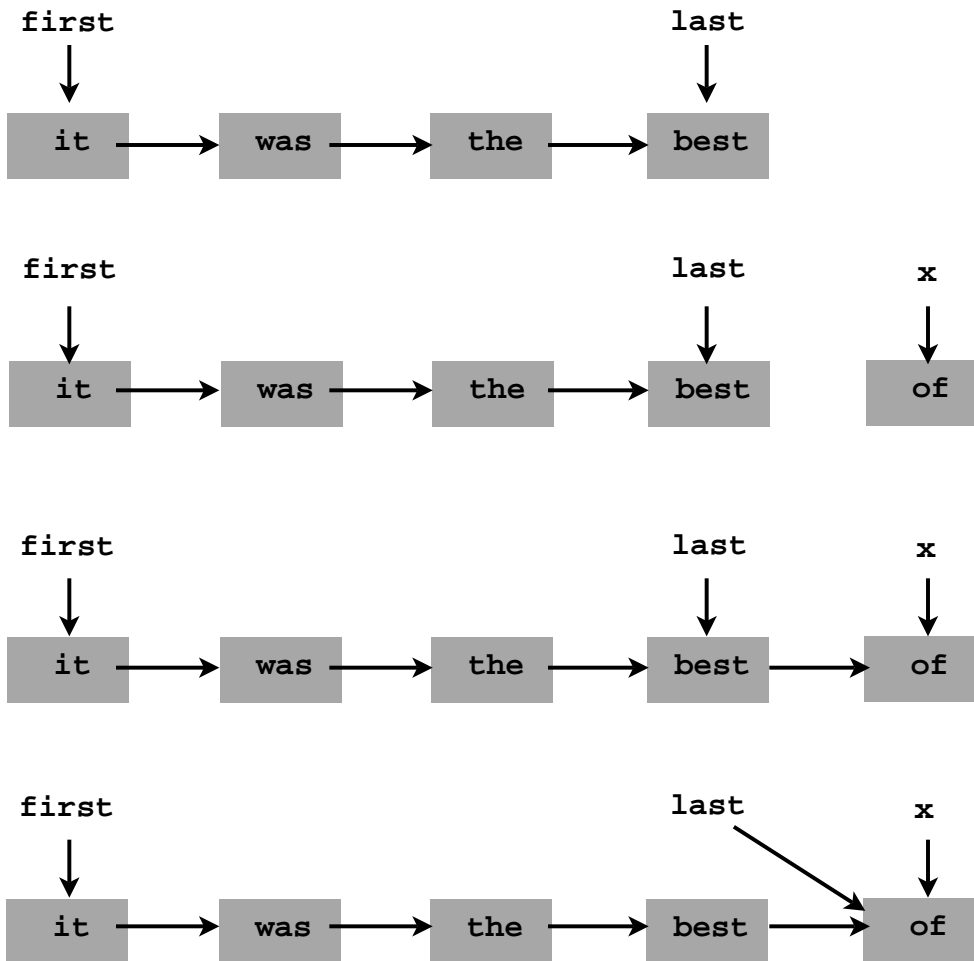 first last
it was the best
first last x
it was the best of
first last x
it was the best of
first last x
it was the best of